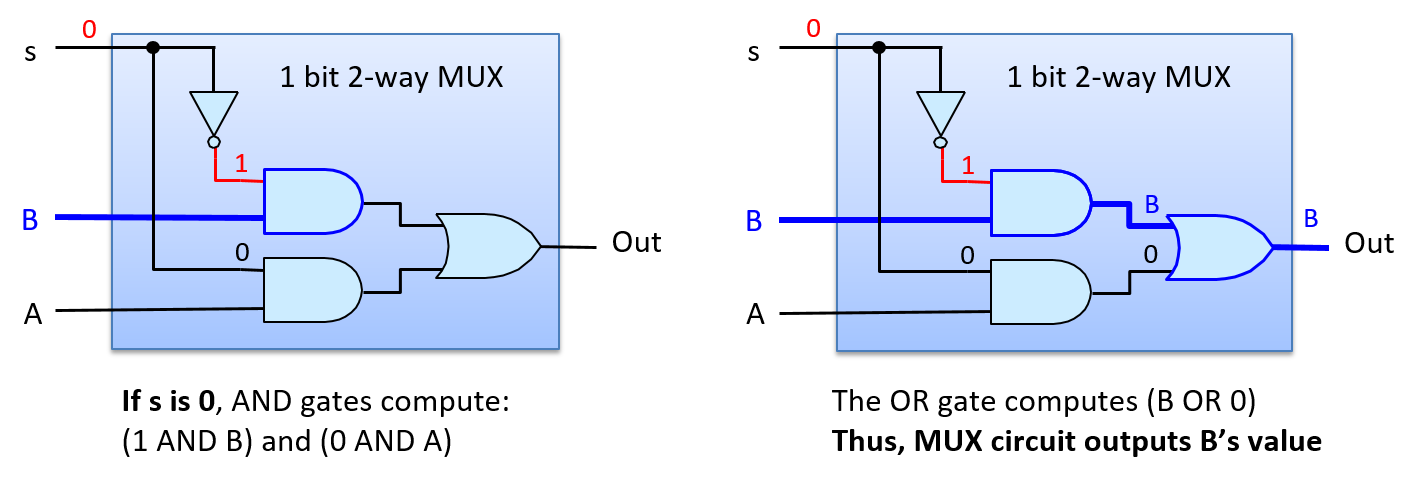 0
s
1 bit 2-way MUX
1
B
0
Out
A
If s is 0, AND gates compute:
(1 AND B) and (0 AND A)
0
s
1 bit 2-way MUX
1
B
B
B
0
0
Out
A
The OR gate computes (B OR 0)
Thus, MUX circuit outputs B’s value